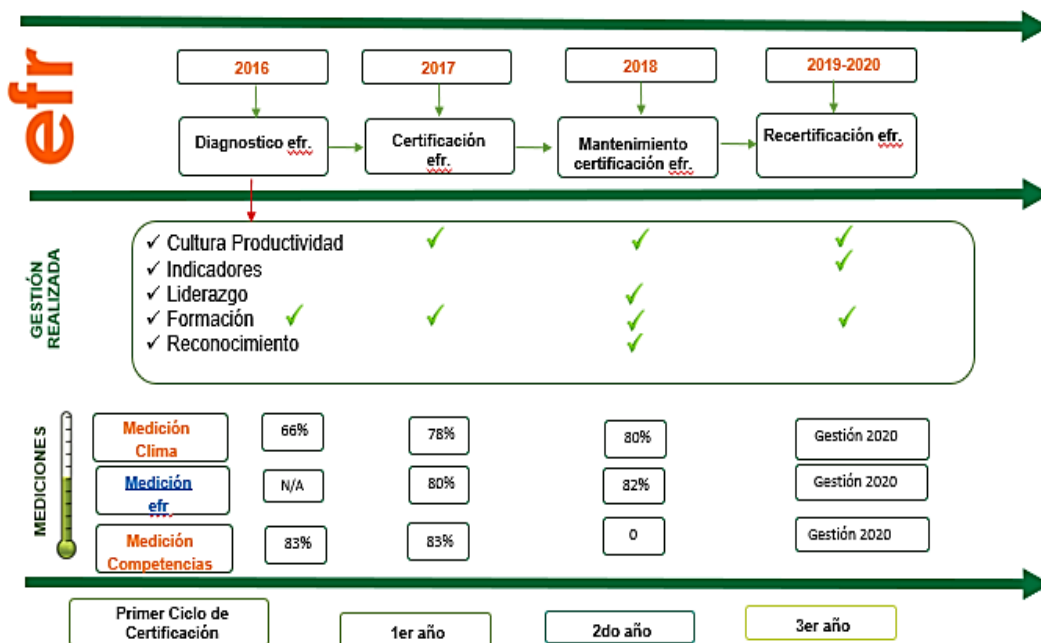 efr
2016
2017
2018
2019-2020
Diagnostico efr.
Certificación
efr.
Mantenimiento
certificación efr.
Recertificación efr.
GESTIÓN
REALIZADA
✓ Cultura Productividad
✓ Indicadores
✓ Liderazgo
✓ Formación
✓ Reconocimiento
MEDICIONES
Medición
Clima
66%
78%
80%
Gestión 2020
Medición
efr
N/A
80%
82%
Gestión 2020
Medición
Competencias
83%
83%
0
Gestión 2020
Primer Ciclo de
Certificación
1er año
2do año
3er año